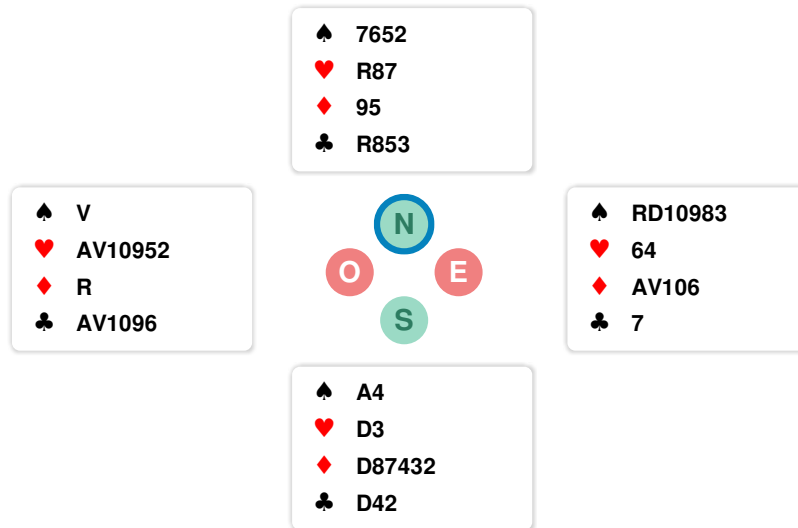 ♠ 7652
♥ R87
♦ 95
♣ R853
♠ V
♥ AV10952
♦ R
♣ AV1096
N
O E
S
♠ RD10983
♥ 64
♦ AV106
♣ 7
♠ A4
♥ D3
♦ D87432
♣ D42